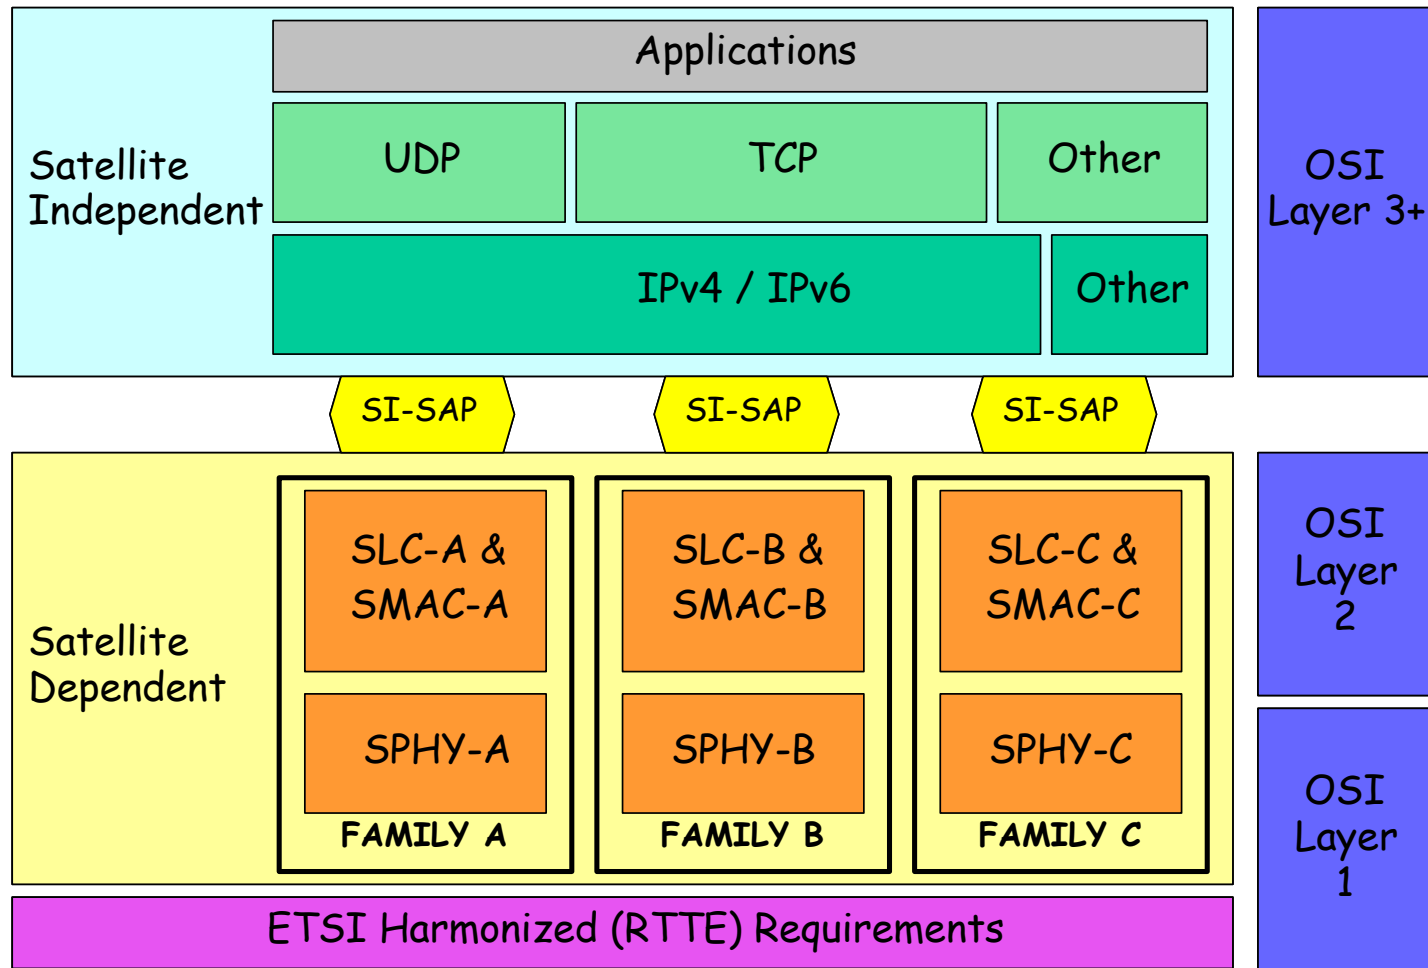 Applications
UDP
TCP
Other
Satellite
Independent
IPv4 / IPv6
Other
OSI
Layer 3+
SI-SAP
SI-SAP
SI-SAP
Satellite
Dependent
SLC-A &
SMAC-A
SPHY-A
FAMILY A
SLC-B &
SMAC-B
SPHY-B
FAMILY B
SLC-C &
SMAC-C
SPHY-C
FAMILY C
OSI
Layer
2
OSI
Layer
1
ETSI Harmonized (RTTE) Requirements